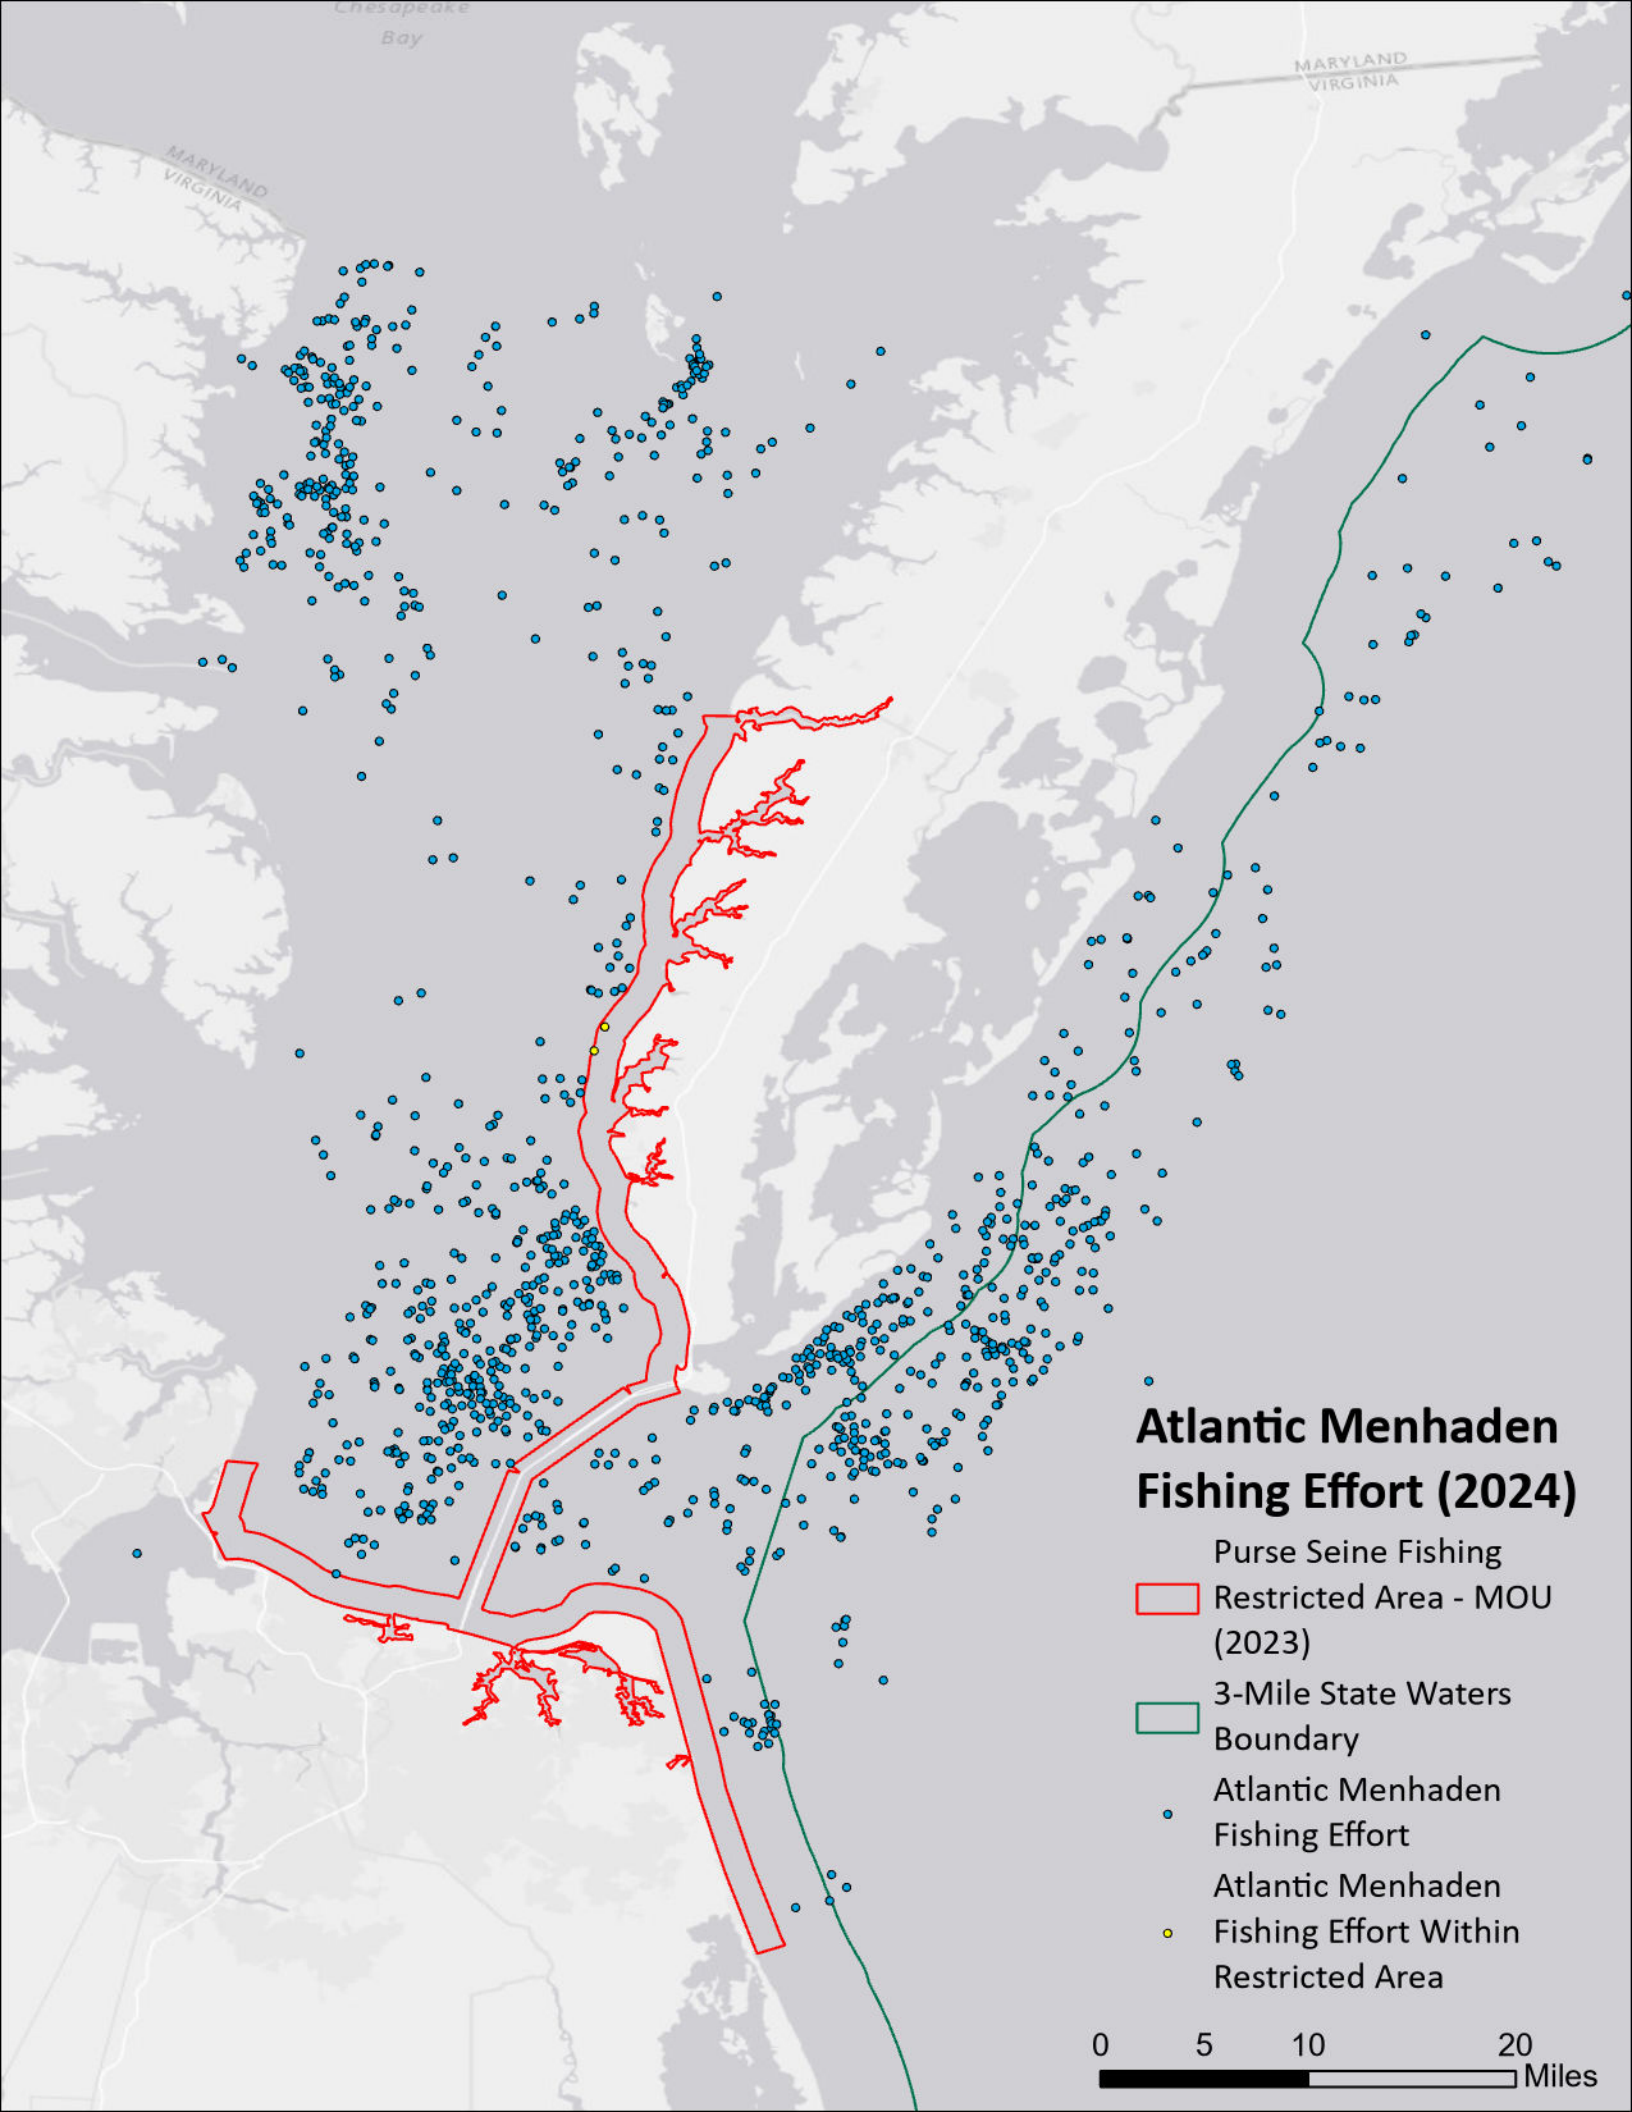 Chesapeake
Bay
MARYLAND
VIRGINIA
MARYLAND
VIRGINIA
Atlantic Menhaden
Fishing Effort (2024)
Purse Seine Fishing
Restricted Area - MOU
(2023)
3-Mile State Waters
Boundary
Atlantic Menhaden
Fishing Effort
Atlantic Menhaden
Fishing Effort Within
Restricted Area
0 5 10 20
Miles